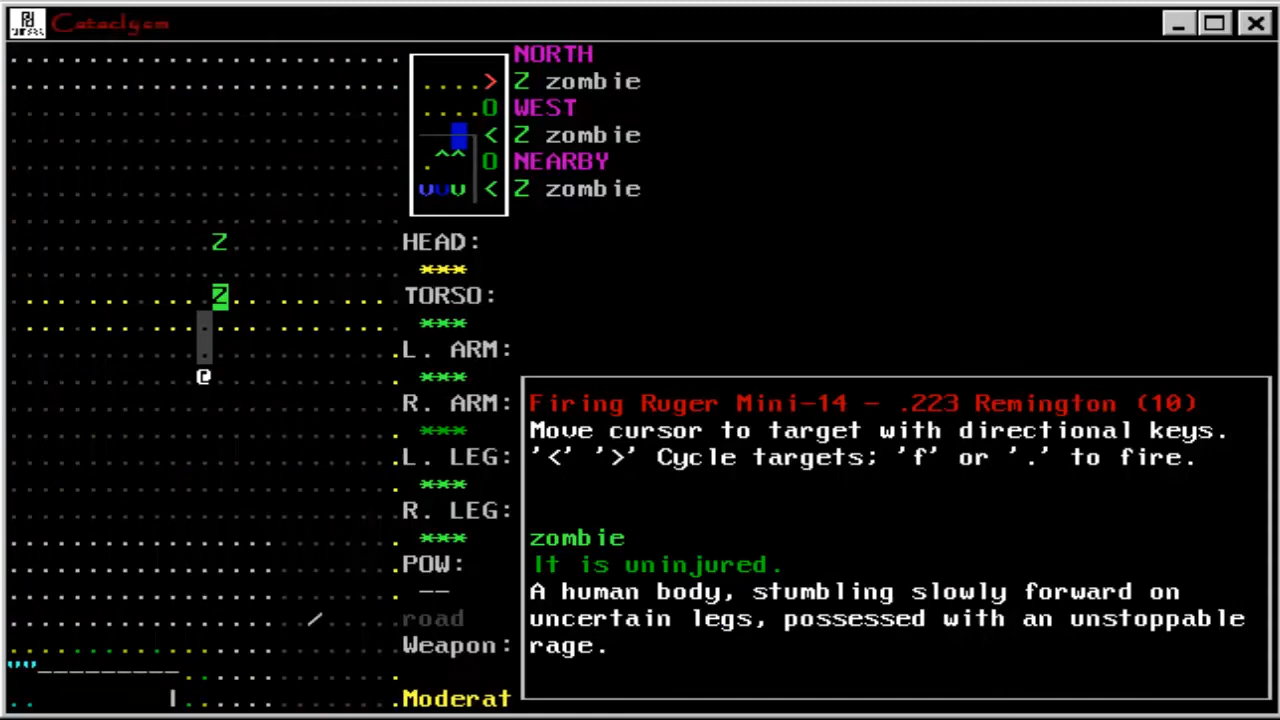 Cataclysm
NORTH
Z zombie
WEST
Z zombie
NEARBY
Z zombie
HEAD:
***
TORSO:
***
L. ARM:
***
R. ARM:
***
L. LEG:
***
R. LEG:
***
POW:
--
road
Weapon:
Moderat
Z
Z
@
Firing Ruger Mini-14 - .223 Remington (10)
Move cursor to target with directional keys.
'<' '>' Cycle targets; 'f' or '.' to fire.
zombie
It is uninjured.
A human body, stumbling slowly forward on
uncertain legs, possessed with an unstoppable
rage.